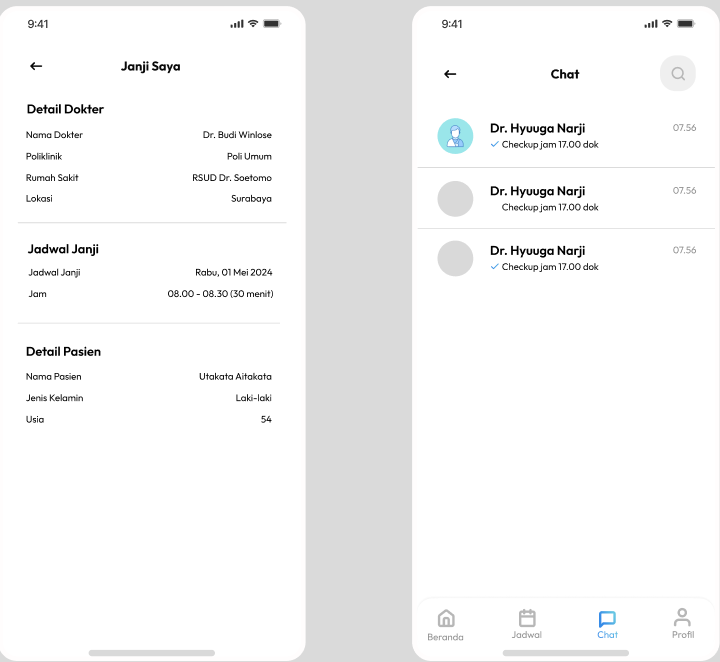 9:41
Janji Saya
Detail Dokter
Nama Dokter Dr. Budi Winlose
Poliklinik Poli Umum
Rumah Sakit RSUD Dr. Soetomo
Lokasi Surabaya
Jadwal Janji
Jadwal Janji Rabu, 01 Mei 2024
Jam 08.00 - 08.30 (30 menit)
Detail Pasien
Nama Pasien Utakata Aitakata
Jenis Kelamin Laki-laki
Usia 54
9:41
Chat
Dr. Hyuuga Narji 07.56
Checkup jam 17.00 dok
Dr. Hyuuga Narji 07.56
Checkup jam 17.00 dok
Dr. Hyuuga Narji 07.56
Checkup jam 17.00 dok
Beranda Jadwal Chat Profil